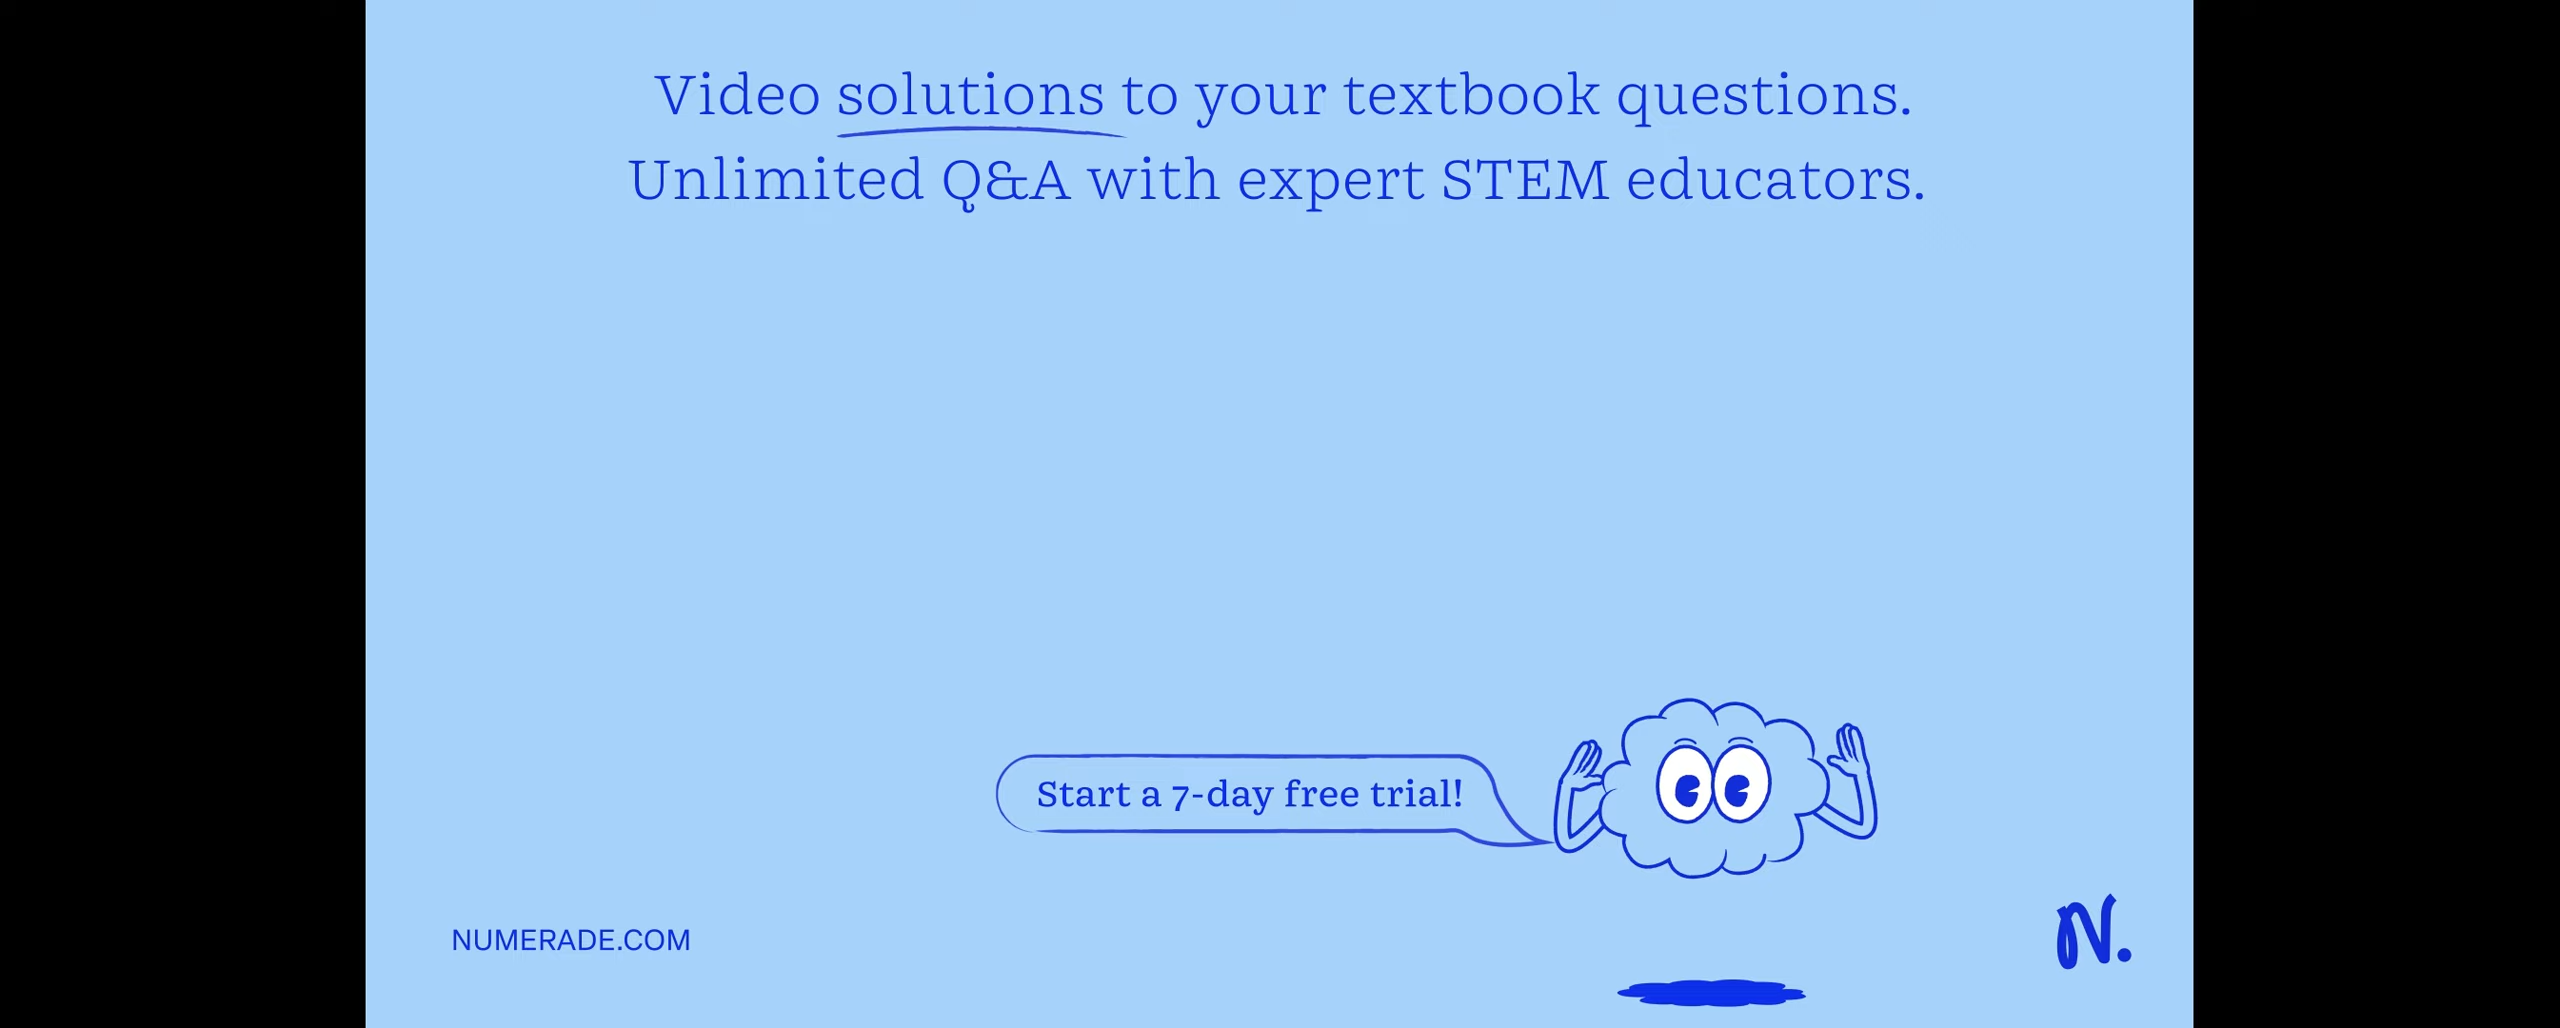 Video solutions to your textbook questions.
Unlimited Q&A with expert STEM educators.
Start a 7-day free trial!
NUMERADE.COM
N.